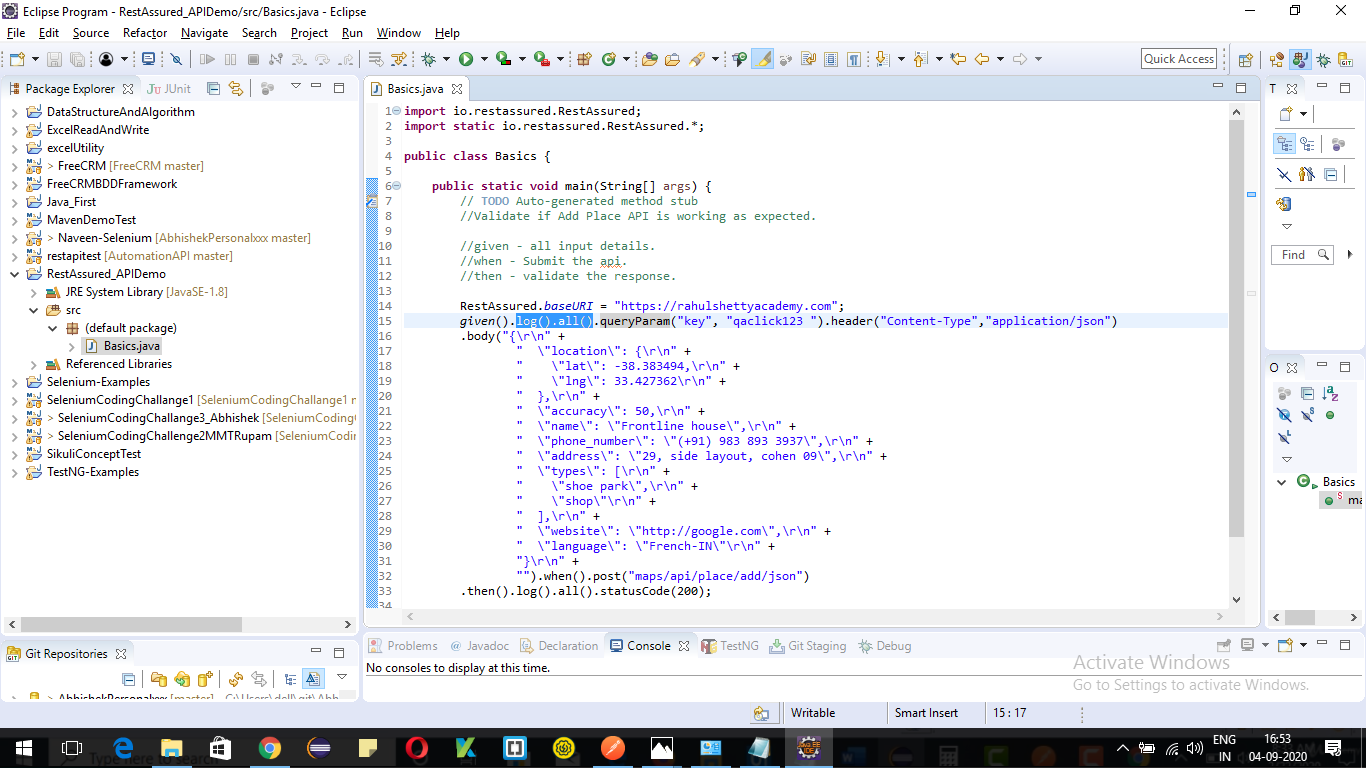 Eclipse Program - RestAssured_APIDemo/src/Basics.java - Eclipse
File Edit Source Refactor Navigate Search Project Run Window Help
Quick Access
Package Explorer JUnit
DataStructureAndAlgorithm
ExcelReadAndWrite
excelUtility
> FreeCRM [FreeCRM master]
FreeCRMBDDFramework
Java_First
MavenDemoTest
> Naveen-Selenium [AbhishekPersonalxxx master]
restapitest [AutomationAPI master]
RestAssured_APIDemo
JRE System Library [JavaSE-1.8]
src
(default package)
Basics.java
Referenced Libraries
Selenium-Examples
SeleniumCodingChallange1 [SeleniumCodingChallange1 r
> SeleniumCodingChallange3_Abhishek [SeleniumCoding
> SeleniumCodingChallenge2MMTRupam [SeleniumCodin
SikuliConceptTest
TestNG-Examples
Git Repositories
> AbhishekPersonalxxx [master] - C:\Users\dell\git\Abh
Basics.java
1 import io.restassured.RestAssured;
2 import static io.restassured.RestAssured.*;
3
4 public class Basics {
5
6 public static void main(String[] args) {
7 // TODO Auto-generated method stub
8 //Validate if Add Place API is working as expected.
9
10 //given - all input details.
11 //when - Submit the api.
12 //then - validate the response.
13
14 RestAssured.baseURI = "https://rahulshettyacademy.com";
15 given().log().all().queryParam("key", "qaclick123 ").header("Content-Type","application/json")
16 .body("{\r\n" +
17 "  \"location\": {\r\n" +
18 "    \"lat\": -38.383494,\r\n" +
19 "    \"lng\": 33.427362\r\n" +
20 "  },\r\n" +
21 "  \"accuracy\": 50,\r\n" +
22 "  \"name\": \"Frontline house\",\r\n" +
23 "  \"phone_number\": \"(+91) 983 893 3937\",\r\n" +
24 "  \"address\": \"29, side layout, cohen 09\",\r\n" +
25 "  \"types\": [\r\n" +
26 "    \"shoe park\",\r\n" +
27 "    \"shop\"\r\n" +
28 "  ],\r\n" +
29 "  \"website\": \"http://google.com\",\r\n" +
30 "  \"language\": \"French-IN\"\r\n" +
31 "}\r\n" +
32 "").when().post("maps/api/place/add/json")
33 .then().log().all().statusCode(200);
34
T
Find
O
Basics
ma
Problems @ Javadoc Declaration Console TestNG Git Staging Debug
No consoles to display at this time.
Activate Windows
Go to Settings to activate Windows.
Writable Smart Insert 15 : 17
ENG
IN
16:53
04-09-2020